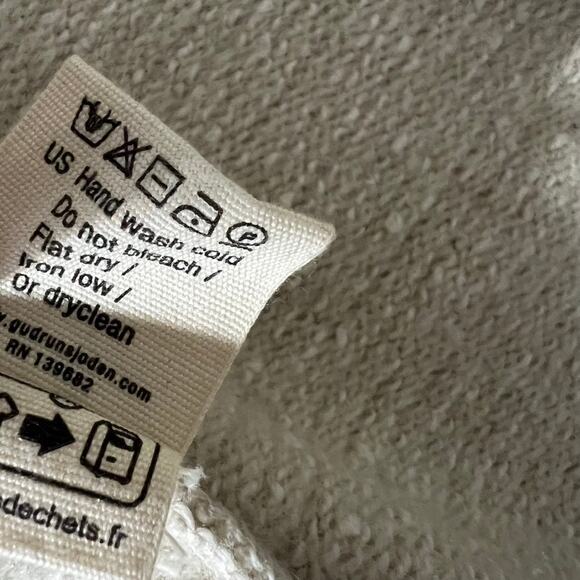 P
US Hand wash cold
Do not bleach /
Flat dry /
Iron low /
Or dryclean
.gudrunsjoden.com
RN 139682
dechets.fr